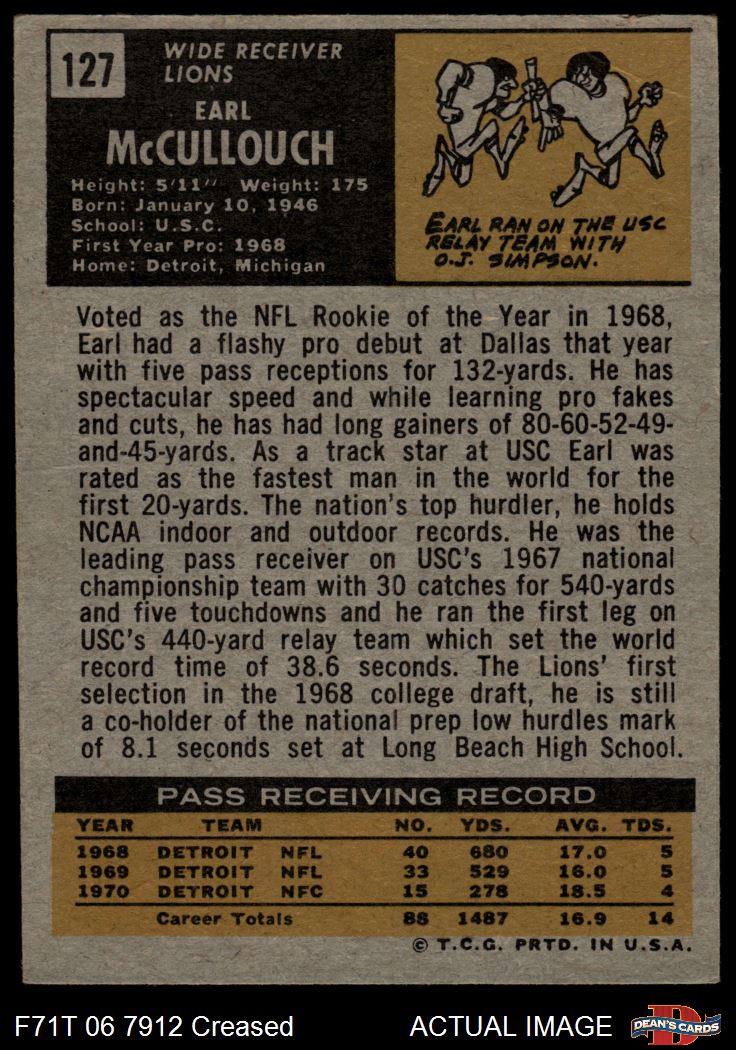 127
WIDE RECEIVER
LIONS
EARL
McCULLOUCH
Height: 5'11" Weight: 175
Born: January 10, 1946
School: U.S.C.
First Year Pro: 1968
Home: Detroit, Michigan
EARL RAN ON THE USC
RELAY TEAM WITH
O.J. SIMPSON.
Voted as the NFL Rookie of the Year in 1968,
Earl had a flashy pro debut at Dallas that year
with five pass receptions for 132-yards. He has
spectacular speed and while learning pro fakes
and cuts, he has had long gainers of 80-60-52-49-
and-45-yards. As a track star at USC Earl was
rated as the fastest man in the world for the
first 20-yards. The nation's top hurdler, he holds
NCAA indoor and outdoor records. He was the
leading pass receiver on USC's 1967 national
championship team with 30 catches for 540-yards
and five touchdowns and he ran the first leg on
USC's 440-yard relay team which set the world
record time of 38.6 seconds. The Lions' first
selection in the 1968 college draft, he is still
a co-holder of the national prep low hurdles mark
of 8.1 seconds set at Long Beach High School.
PASS RECEIVING RECORD
YEAR TEAM NO. YDS. AVG. TDS.
1968 DETROIT NFL 40 680 17.0 5
1969 DETROIT NFL 33 529 16.0 5
1970 DETROIT NFC 15 278 18.5 4
Career Totals 88 1487 16.9 14
© T.C.G. PRTD. IN U.S.A.
F71T 06 7912 Creased ACTUAL IMAGE DEAN'S CARDS